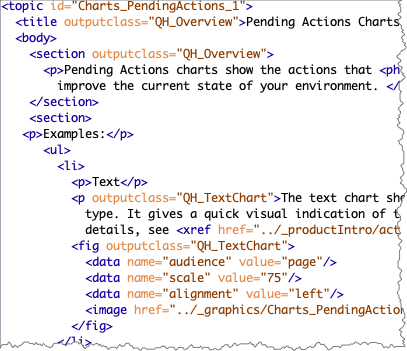 <topic id="Charts_PendingActions_1">
<title outputclass="QH_Overview">Pending Actions Charts
<body>
<section outputclass="QH_Overview">
<p>Pending Actions charts show the actions that <ph
improve the current state of your environment. </
</section>
<section>
<p>Examples:</p>
<ul>
<li>
<p>Text</p>
<p outputclass="QH_TextChart">The text chart sho
type. It gives a quick visual indication of t
details, see <xref href="../_productIntro/act
<fig outputclass="QH_TextChart">
<data name="audience" value="page"/>
<data name="scale" value="75"/>
<data name="alignment" value="left"/>
<image href="../_graphics/Charts_PendingAction
</fig>
</li>